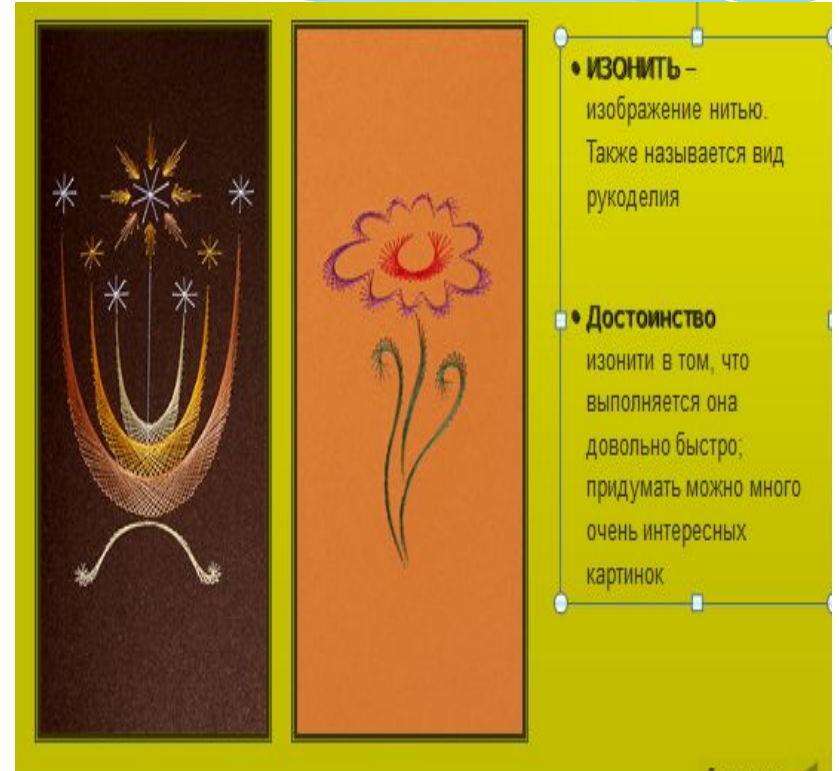 • ИЗОНИТЬ –
изображение нитью.
Также называется вид
рукоделия
• Достоинство
изонити в том, что
выполняется она
довольно быстро;
придумать можно много
очень интересных
картинок